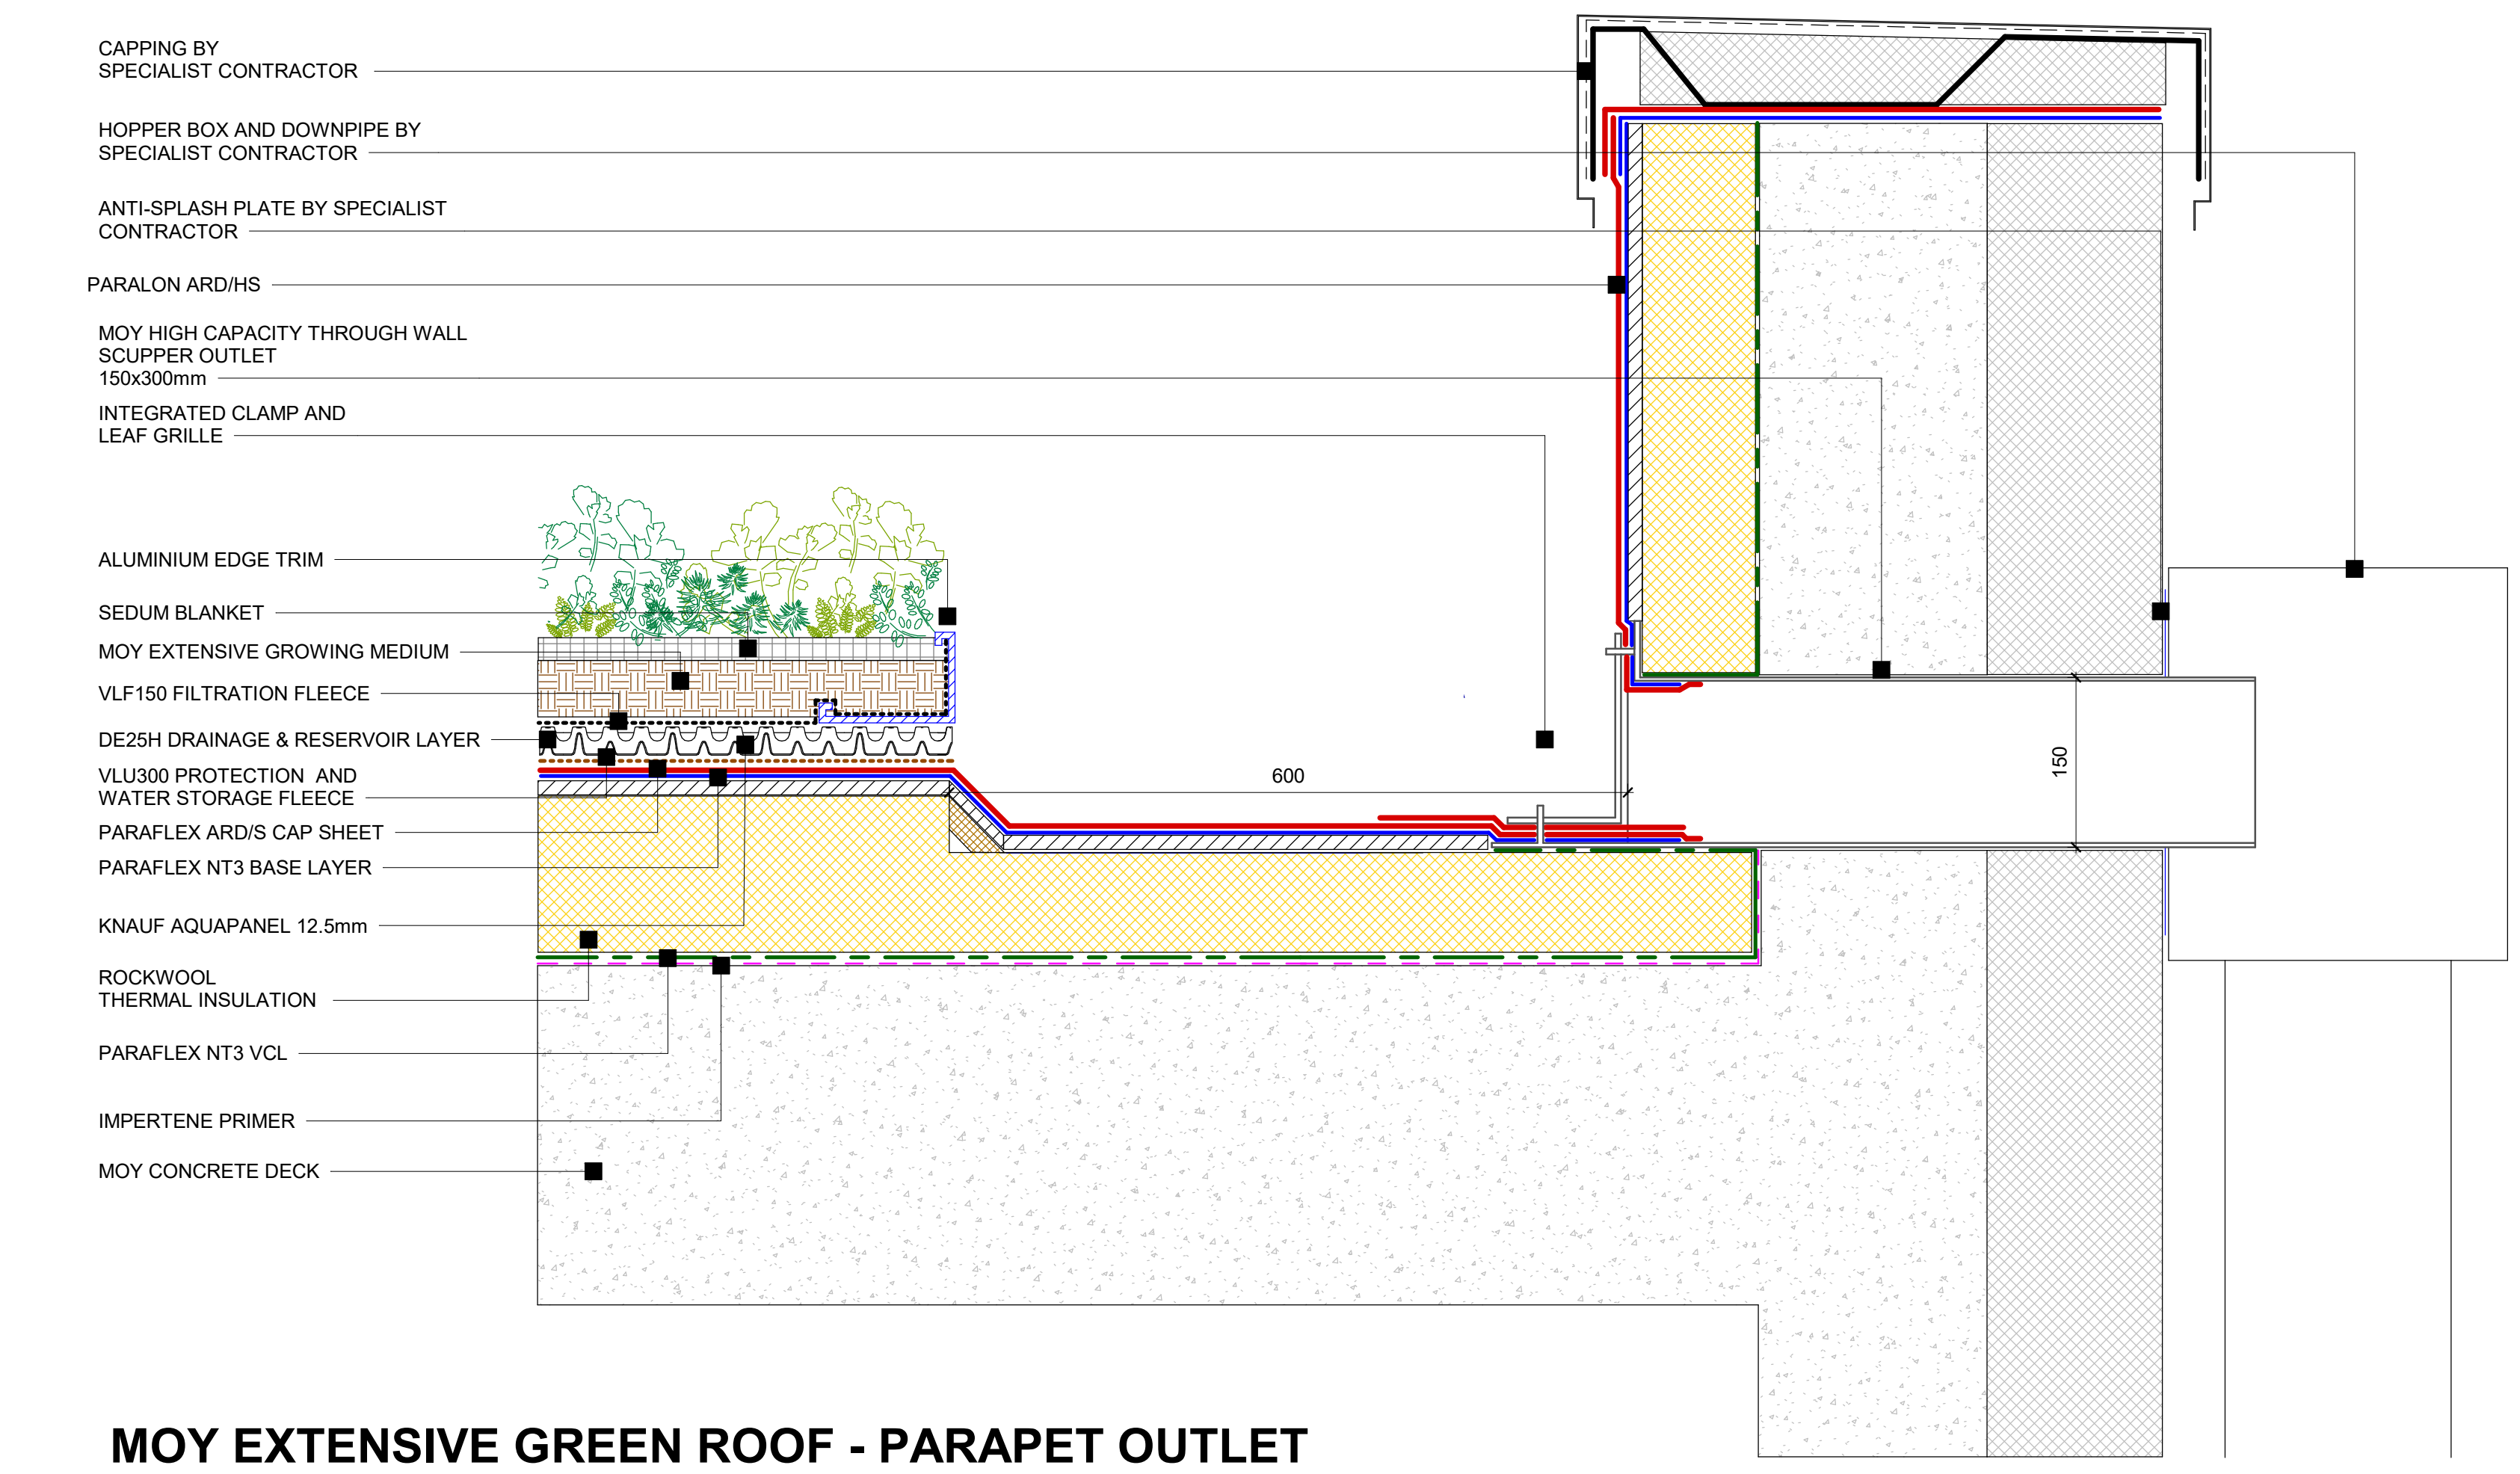 CAPPING BY
SPECIALIST CONTRACTOR
HOPPER BOX AND DOWNPIPE BY
SPECIALIST CONTRACTOR
ANTI-SPLASH PLATE BY SPECIALIST
CONTRACTOR
PARALON ARD/HS
MOY HIGH CAPACITY THROUGH WALL
SCUPPER OUTLET
150x300mm
INTEGRATED CLAMP AND
LEAF GRILLE
ALUMINIUM EDGE TRIM
SEDUM BLANKET
MOY EXTENSIVE GROWING MEDIUM
VLF150 FILTRATION FLEECE
DE25H DRAINAGE & RESERVOIR LAYER
VLU300 PROTECTION AND
WATER STORAGE FLEECE
PARAFLEX ARD/S CAP SHEET
PARAFLEX NT3 BASE LAYER
KNAUF AQUAPANEL 12.5mm
ROCKWOOL
THERMAL INSULATION
PARAFLEX NT3 VCL
IMPERTENE PRIMER
MOY CONCRETE DECK
600
150
MOY EXTENSIVE GREEN ROOF - PARAPET OUTLET